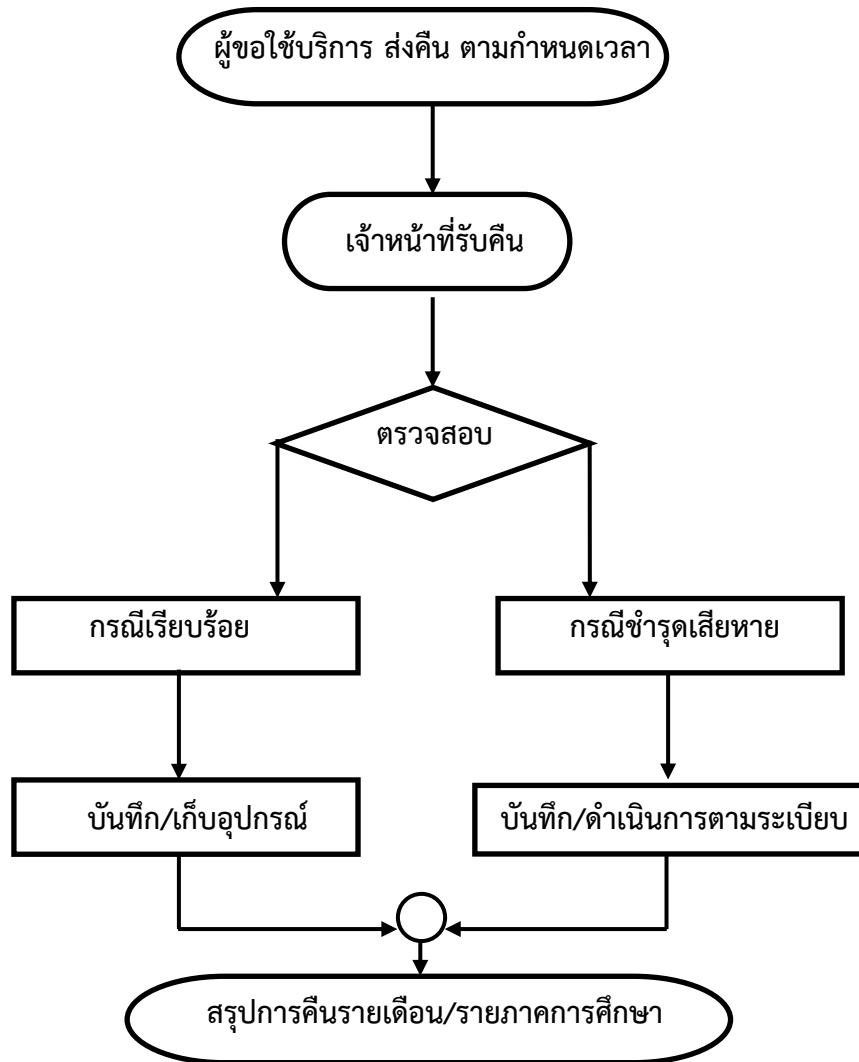 ผู้ขอใช้บริการ ส่งคืน ตามกำหนดเวลา
เจ้าหน้าที่รับคืน
ตรวจสอบ
กรณีเรียบร้อย
กรณีชำรุดเสียหาย
บันทึก/เก็บอุปกรณ์
บันทึก/ดำเนินการตามระเบียบ
สรุปการคืนรายเดือน/รายภาคการศึกษา